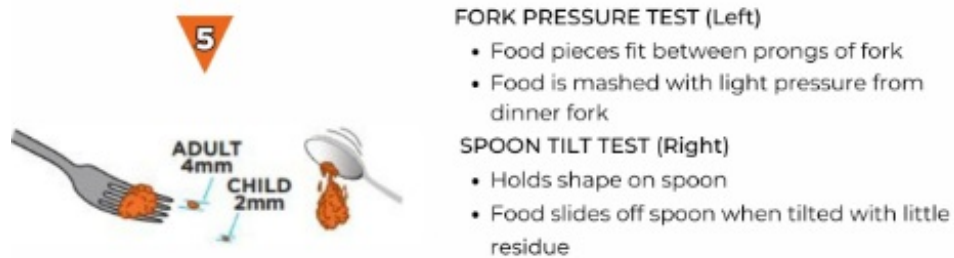 5
ADULT
4mm
CHILD
2mm
FORK PRESSURE TEST (Left)
• Food pieces fit between prongs of fork
• Food is mashed with light pressure from
dinner fork
SPOON TILT TEST (Right)
• Holds shape on spoon
• Food slides off spoon when tilted with little
residue